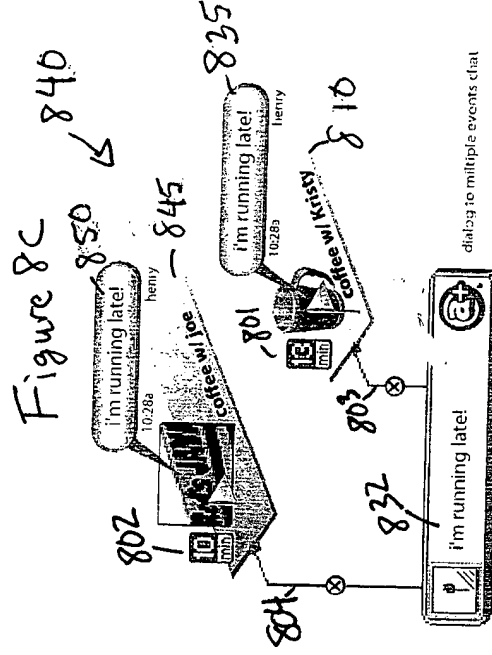 Figure 8C
840
850
i'm running late!
10:28a
henry
845
802
10
min
coffee w/ joe
835
i'm running late!
10:28a
henry
801
13
min
coffee w/ Kristy
810
804
803
832
i'm running late!
a+
dialog to miltiple events chat